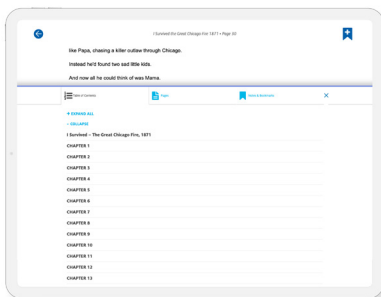 I Survived the Great Chicago Fire 1871 • Page 50
like Papa, chasing a killer outlaw through Chicago.
Instead he'd found two sad little kids.
And now all he could think of was Mama.
Table of Contents
Pages
Notes & Bookmarks
+ EXPAND ALL
- COLLAPSE
I Survived – The Great Chicago Fire, 1871
CHAPTER 1
CHAPTER 2
CHAPTER 3
CHAPTER 4
CHAPTER 5
CHAPTER 6
CHAPTER 7
CHAPTER 8
CHAPTER 9
CHAPTER 10
CHAPTER 11
CHAPTER 12
CHAPTER 13